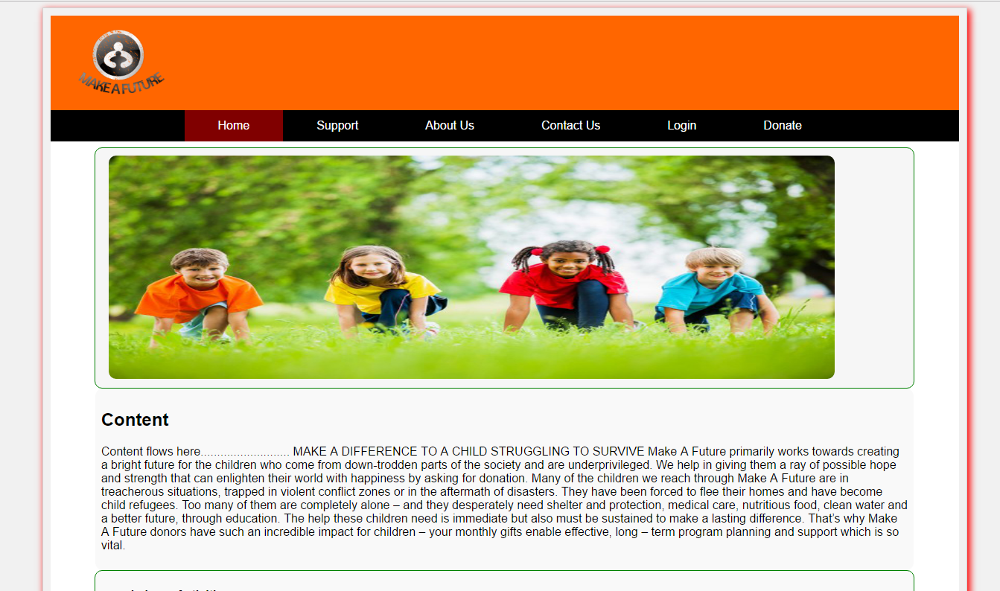 MAKE A FUTURE
Home Support About Us Contact Us Login Donate
Content
Content flows here........................... MAKE A DIFFERENCE TO A CHILD STRUGGLING TO SURVIVE Make A Future primarily works towards creating
a bright future for the children who come from down-trodden parts of the society and are underprivileged. We help in giving them a ray of possible hope
and strength that can enlighten their world with happiness by asking for donation. Many of the children we reach through Make A Future are in
treacherous situations, trapped in violent conflict zones or in the aftermath of disasters. They have been forced to flee their homes and have become
child refugees. Too many of them are completely alone – and they desperately need shelter and protection, medical care, nutritious food, clean water and
a better future, through education. The help these children need is immediate but also must be sustained to make a lasting difference. That’s why Make
A Future donors have such an incredible impact for children – your monthly gifts enable effective, long – term program planning and support which is so
vital.